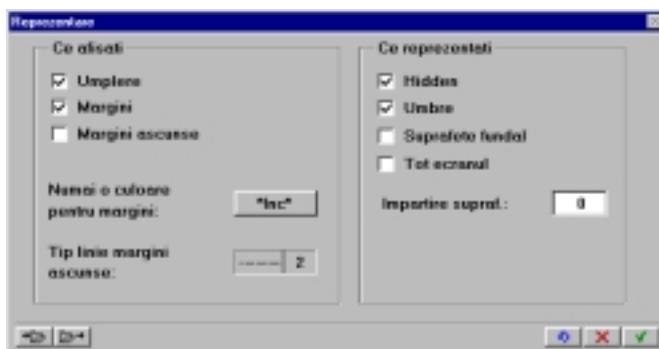 Reprezentare
Ce afisati
Umplere
Margini
Margini ascunse
Numai o culoare
pentru margini:
*Inc*
Tip linie margini
ascunse:
2
Ce reprezentati
Hidden
Umbre
Suprafete fundal
Tot ecranul
Impartire supraf.:
0